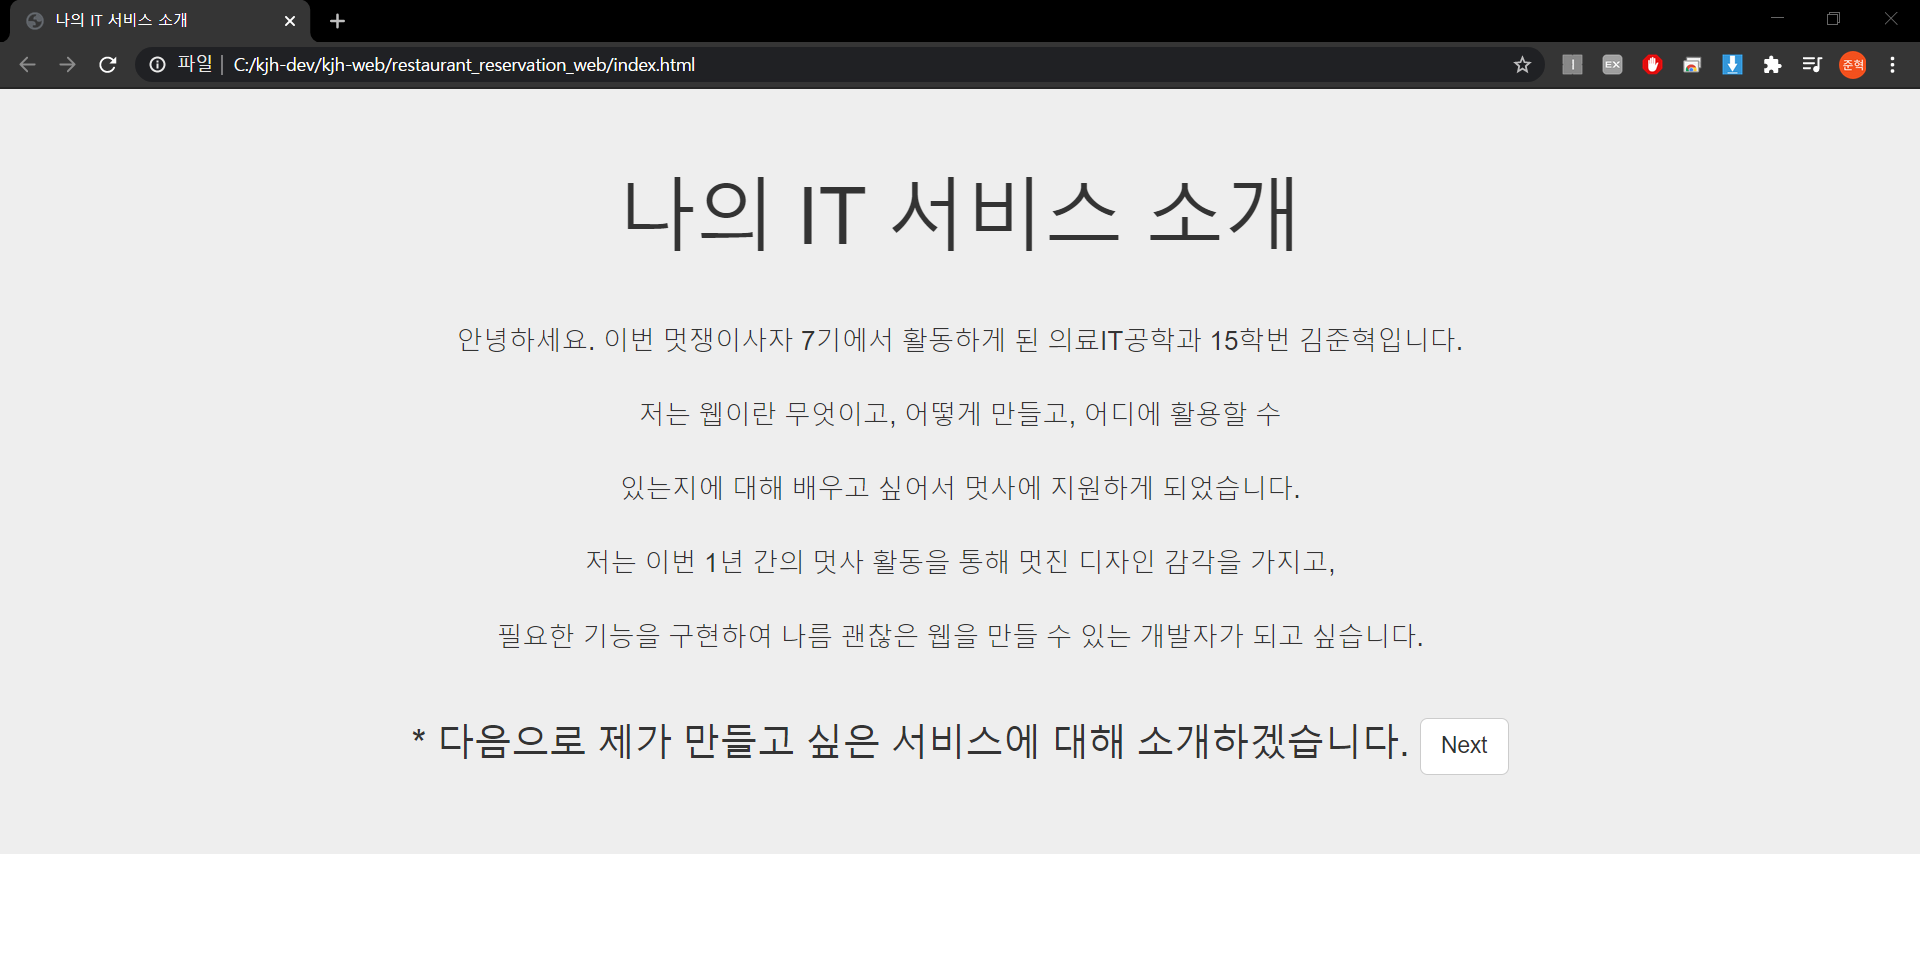 나의 IT 서비스 소개
파일 | C:/kjh-dev/kjh-web/restaurant_reservation_web/index.html
EX
준혁
나의 IT 서비스 소개
안녕하세요. 이번 멋쟁이사자 7기에서 활동하게 된 의료IT공학과 15학번 김준혁입니다.
저는 웹이란 무엇이고, 어떻게 만들고, 어디에 활용할 수
있는지에 대해 배우고 싶어서 멋사에 지원하게 되었습니다.
저는 이번 1년 간의 멋사 활동을 통해 멋진 디자인 감각을 가지고,
필요한 기능을 구현하여 나름 괜찮은 웹을 만들 수 있는 개발자가 되고 싶습니다.
* 다음으로 제가 만들고 싶은 서비스에 대해 소개하겠습니다. Next